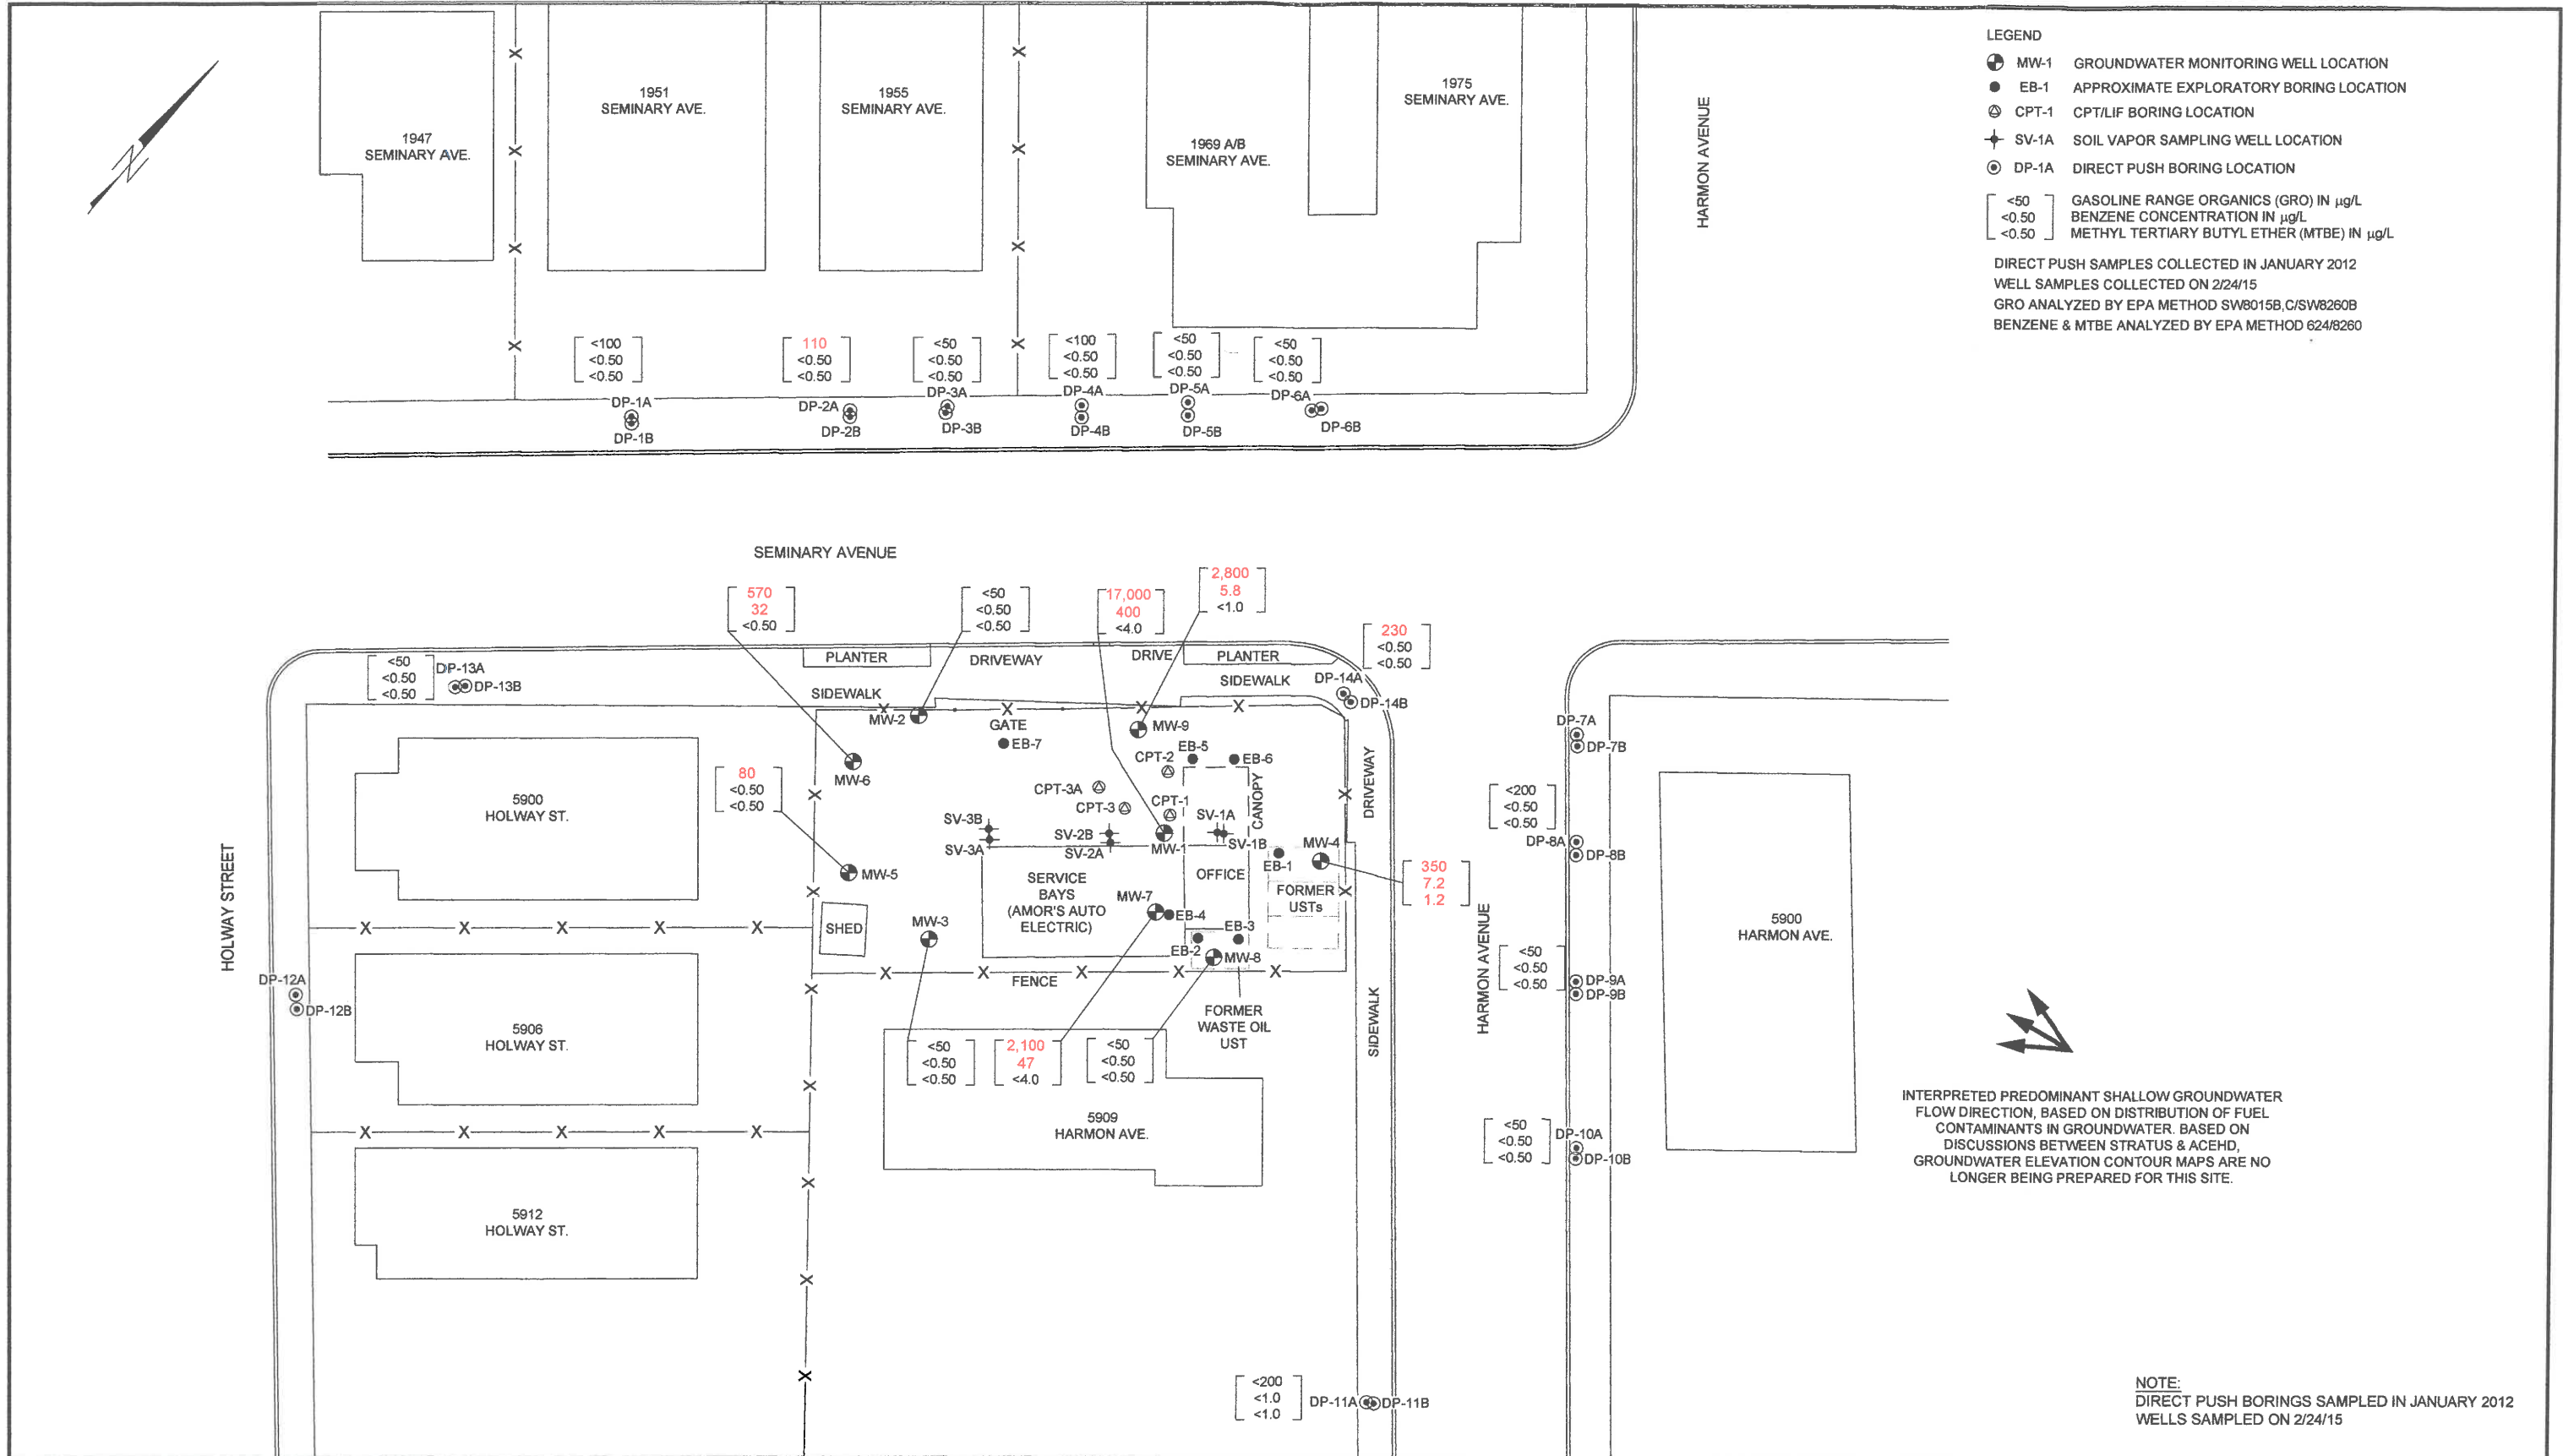 LEGEND
MW-1 GROUNDWATER MONITORING WELL LOCATION
EB-1 APPROXIMATE EXPLORATORY BORING LOCATION
CPT-1 CPT/LIF BORING LOCATION
SV-1A SOIL VAPOR SAMPLING WELL LOCATION
DP-1A DIRECT PUSH BORING LOCATION
<50 GASOLINE RANGE ORGANICS (GRO) IN µg/L
<0.50 BENZENE CONCENTRATION IN µg/L
<0.50 METHYL TERTIARY BUTYL ETHER (MTBE) IN µg/L
DIRECT PUSH SAMPLES COLLECTED IN JANUARY 2012
WELL SAMPLES COLLECTED ON 2/24/15
GRO ANALYZED BY EPA METHOD SW8015B,C/SW8260B
BENZENE & MTBE ANALYZED BY EPA METHOD 624/8260
N
1947
SEMINARY AVE.
1951
SEMINARY AVE.
1955
SEMINARY AVE.
1969 A/B
SEMINARY AVE.
1975
SEMINARY AVE.
HARMON AVENUE
<100
<0.50
<0.50
DP-1A
DP-1B
110
<0.50
<0.50
DP-2A
DP-2B
<50
<0.50
<0.50
DP-3A
DP-3B
<100
<0.50
<0.50
DP-4A
DP-4B
<50
<0.50
<0.50
DP-5A
DP-5B
<50
<0.50
<0.50
DP-6A
DP-6B
SEMINARY AVENUE
570
32
<0.50
<50
<0.50
<0.50
17,000
400
<4.0
2,800
5.8
<1.0
230
<0.50
<0.50
<50
<0.50
<0.50
DP-13A
DP-13B
PLANTER
DRIVEWAY
DRIVE
PLANTER
SIDEWALK
SIDEWALK
DP-14A
DP-14B
MW-2
GATE
MW-9
EB-7
EB-5
EB-6
MW-6
CPT-2
CPT-3A
CPT-3
CPT-1
CANOPY
DRIVEWAY
80
<0.50
<0.50
SV-3B
SV-3A
SV-2B
SV-2A
MW-1
SV-1A
SV-1B
MW-4
EB-1
MW-5
SERVICE
BAYS
(AMOR'S AUTO
ELECTRIC)
OFFICE
FORMER
USTs
350
7.2
1.2
MW-7
EB-4
SHED
MW-3
EB-3
EB-2
MW-8
FENCE
FORMER
WASTE OIL
UST
<50
<0.50
<0.50
2,100
47
<4.0
<50
<0.50
<0.50
5909
HARMON AVE.
5900
HOLWAY ST.
5906
HOLWAY ST.
5912
HOLWAY ST.
HOLWAY STREET
DP-12A
DP-12B
SIDEWALK
HARMON AVENUE
DP-7A
DP-7B
<200
<0.50
<0.50
DP-8A
DP-8B
<50
<0.50
<0.50
DP-9A
DP-9B
<50
<0.50
<0.50
DP-10A
DP-10B
5900
HARMON AVE.
<200
<1.0
<1.0
DP-11A
DP-11B
INTERPRETED PREDOMINANT SHALLOW GROUNDWATER
FLOW DIRECTION, BASED ON DISTRIBUTION OF FUEL
CONTAMINANTS IN GROUNDWATER. BASED ON
DISCUSSIONS BETWEEN STRATUS & ACEHD,
GROUNDWATER ELEVATION CONTOUR MAPS ARE NO
LONGER BEING PREPARED FOR THIS SITE.
NOTE:
DIRECT PUSH BORINGS SAMPLED IN JANUARY 2012
WELLS SAMPLED ON 2/24/15